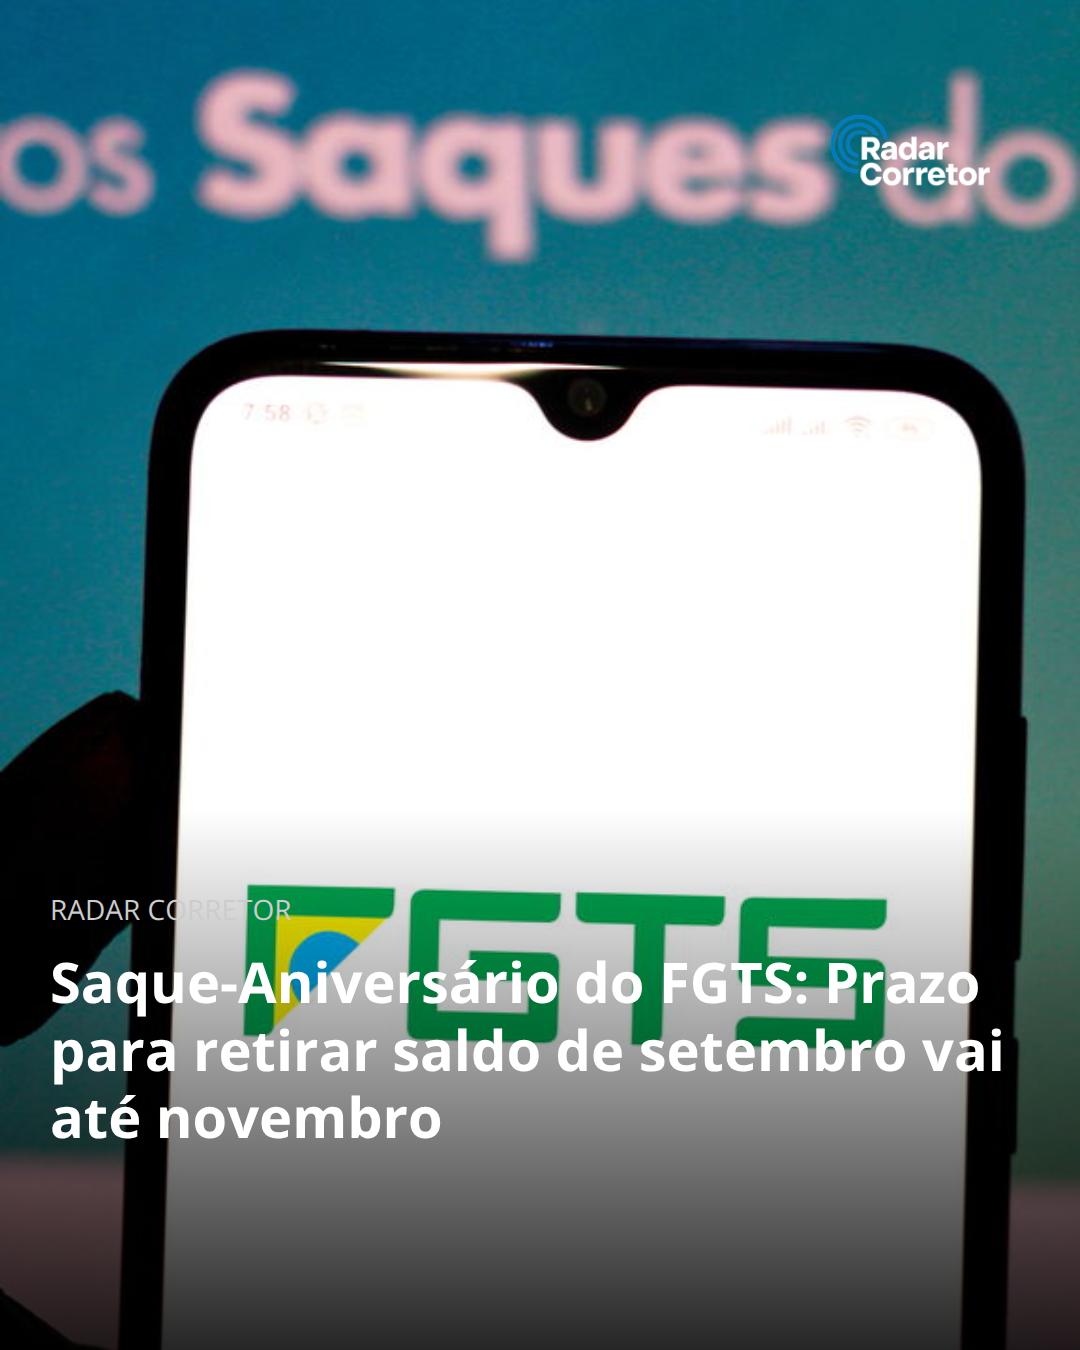 os Saques do
Radar
Corretor
7:58
FGTS
RADAR CORRETOR
Saque-Aniversário do FGTS: Prazo
para retirar saldo de setembro vai
até novembro